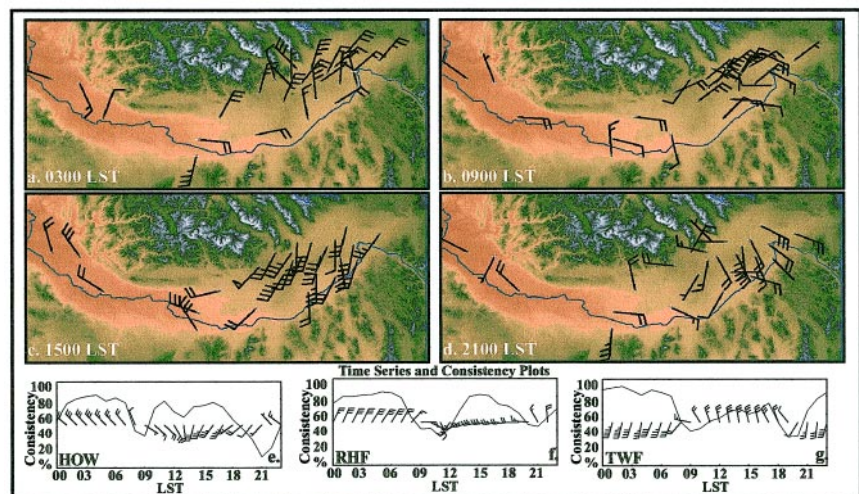 a. 0300 LST
b. 0900 LST
c. 1500 LST
d. 2100 LST
Time Series and Consistency Plots
Consistency
100
80
60
40
20
%
HOW
e.
00 03 06 09 12 15 18 21
LST
Consistency
100
80
60
40
20
%
RHF
f.
00 03 06 09 12 15 18 21
LST
Consistency
100
80
60
40
20
%
TWF
g.
00 03 06 09 12 15 18 21
LST